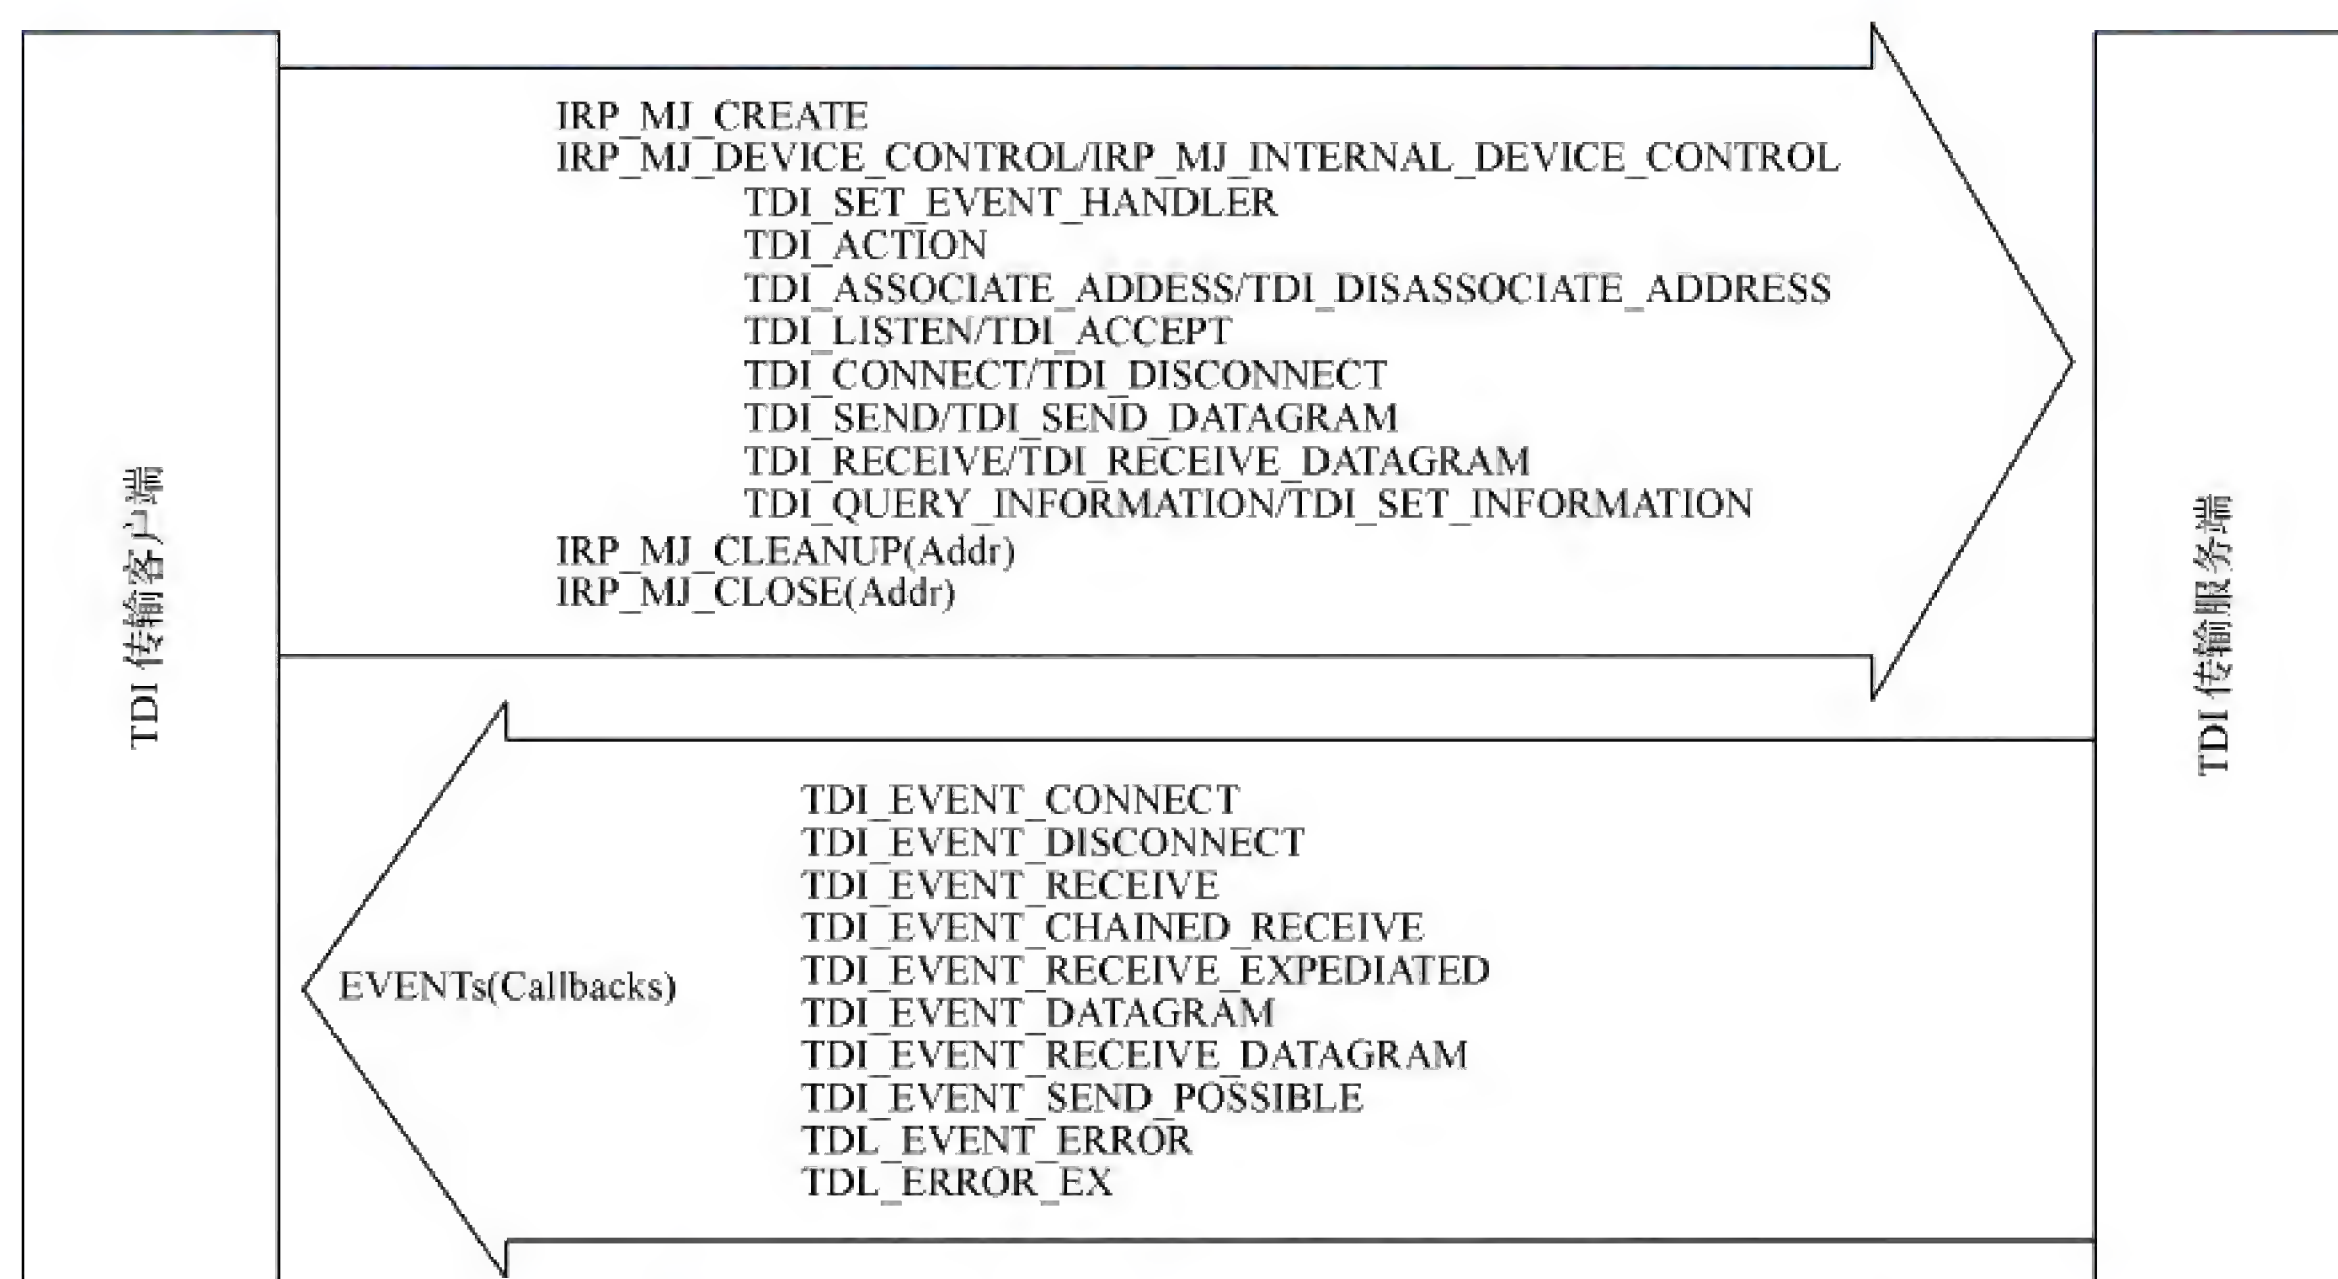 TDI 传输客户端
IRP_MJ_CREATE
IRP_MJ_DEVICE_CONTROL/IRP_MJ_INTERNAL_DEVICE_CONTROL
TDI_SET_EVENT_HANDLER
TDI_ACTION
TDI_ASSOCIATE_ADDESS/TDI_DISASSOCIATE_ADDRESS
TDI_LISTEN/TDI_ACCEPT
TDI_CONNECT/TDI_DISCONNECT
TDI_SEND/TDI_SEND_DATAGRAM
TDI_RECEIVE/TDI_RECEIVE_DATAGRAM
TDI_QUERY_INFORMATION/TDI_SET_INFORMATION
IRP_MJ_CLEANUP(Addr)
IRP_MJ_CLOSE(Addr)
EVENTs(Callbacks)
TDI_EVENT_CONNECT
TDI_EVENT_DISCONNECT
TDI_EVENT_RECEIVE
TDI_EVENT_CHAINED_RECEIVE
TDI_EVENT_RECEIVE_EXPEDIATED
TDI_EVENT_DATAGRAM
TDI_EVENT_RECEIVE_DATAGRAM
TDI_EVENT_SEND_POSSIBLE
TDL_EVENT_ERROR
TDL_ERROR_EX
TDI 传输服务端